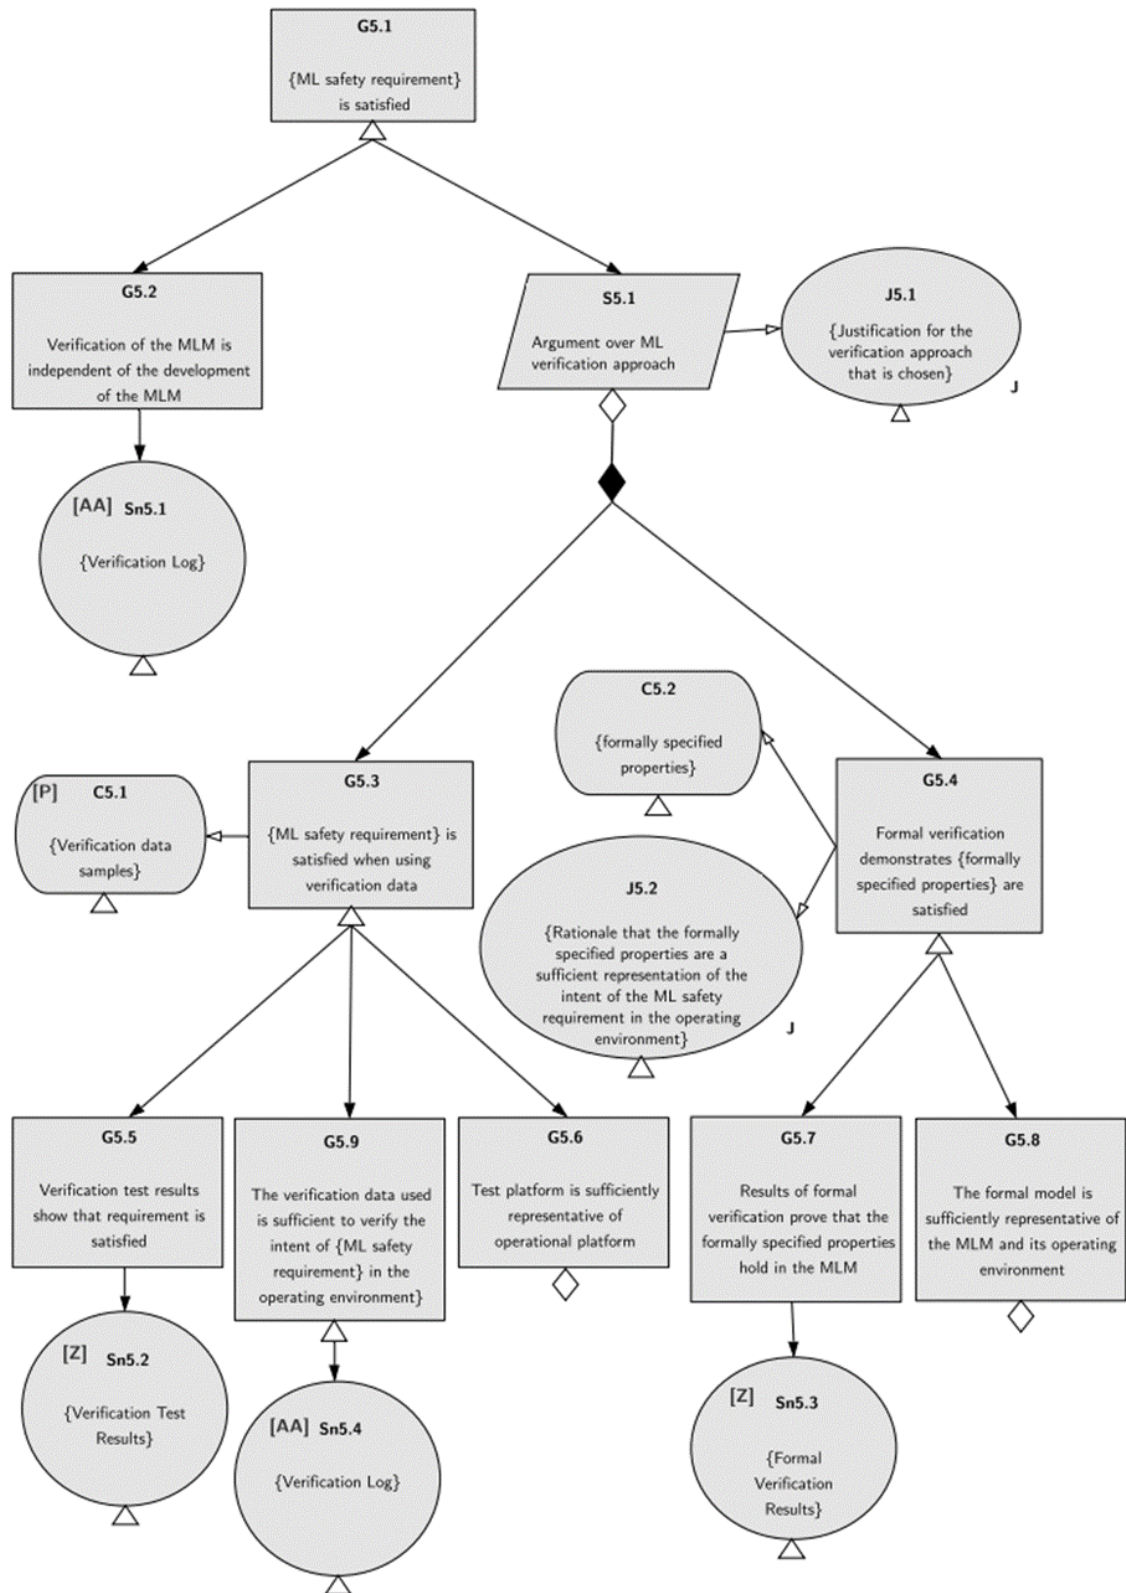 G5.1
{ML safety requirement}
is satisfied
G5.2
Verification of the MLM is
independent of the development
of the MLM
S5.1
Argument over ML
verification approach
J5.1
{Justification for the
verification approach
that is chosen}
J
[AA] Sn5.1
{Verification Log}
C5.2
{formally specified
properties}
[P] C5.1
{Verification data
samples}
G5.3
{ML safety requirement} is
satisfied when using
verification data
G5.4
Formal verification
demonstrates {formally
specified properties} are
satisfied
J5.2
{Rationale that the formally
specified properties are a
sufficient representation of the
intent of the ML safety
requirement in the operating
environment}
J
G5.5
Verification test results
show that requirement is
satisfied
G5.9
The verification data used
is sufficient to verify the
intent of {ML safety
requirement} in the
operating environment}
G5.6
Test platform is sufficiently
representative of
operational platform
G5.7
Results of formal
verification prove that the
formally specified properties
hold in the MLM
G5.8
The formal model is
sufficiently representative of
the MLM and its operating
environment
[Z] Sn5.2
{Verification Test
Results}
[AA] Sn5.4
{Verification Log}
[Z] Sn5.3
{Formal
Verification
Results}